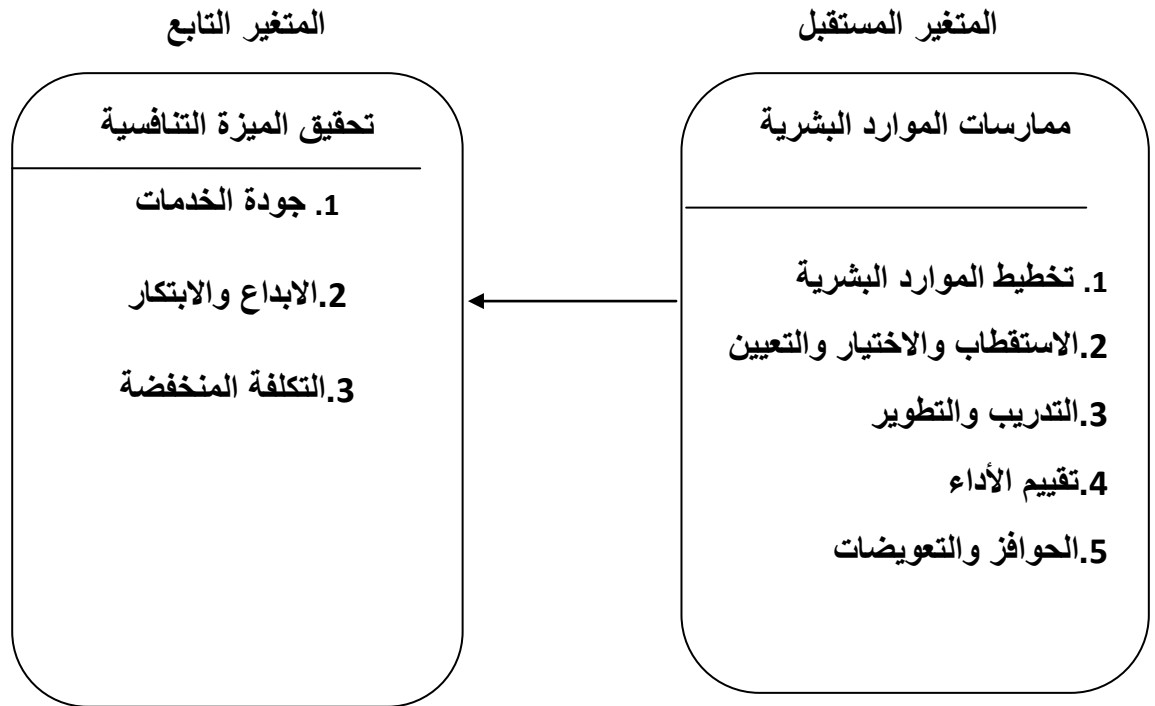 المتغير المستقبل
ممارسات الموارد البشرية
1. تخطيط الموارد البشرية
2.الاستقطاب والاختيار والتعيين
3.التدريب والتطوير
4.تقييم الأداء
5.الحوافز والتعويضات
المتغير التابع
تحقيق الميزة التنافسية
1. جودة الخدمات
2.الابداع والابتكار
3.التكلفة المنخفضة